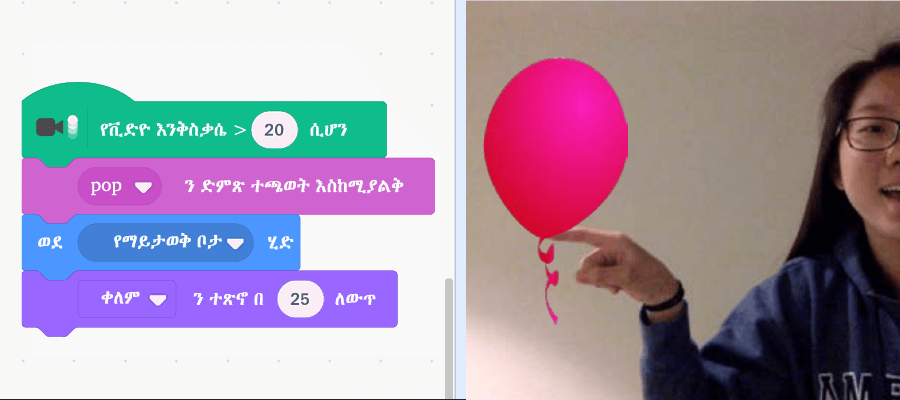 የቪድዮ እንቅስቃሴ > 20 ሲሆን
pop ን ድምጽ ተጫወት እስከሚያልቅ
ወደ የማይታወቅ ቦታ ሂድ
ቀለም ን ተጽኖ በ 25 ለውጥ